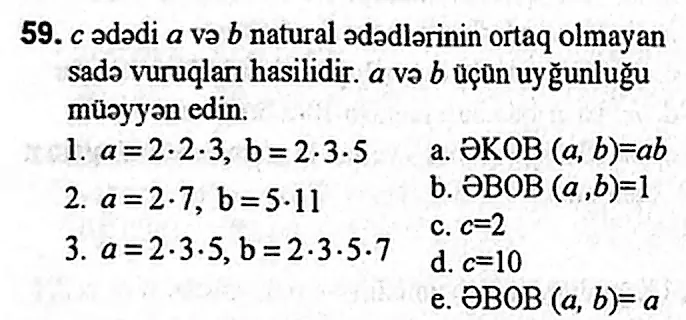 59. c ədədi a və b natural ədədlərinin ortaq olmayan
sadə vuruqları hasilidir. a və b üçün uyğunluğu
müəyyən edin.
1. a = 2·2·3, b = 2·3·5
2. a = 2·7, b = 5·11
3. a = 2·3·5, b = 2·3·5·7
a. ƏKOB (a, b)=ab
b. ƏBOB (a,b)=1
c. c=2
d. c=10
e. ƏBOB (a, b)= a